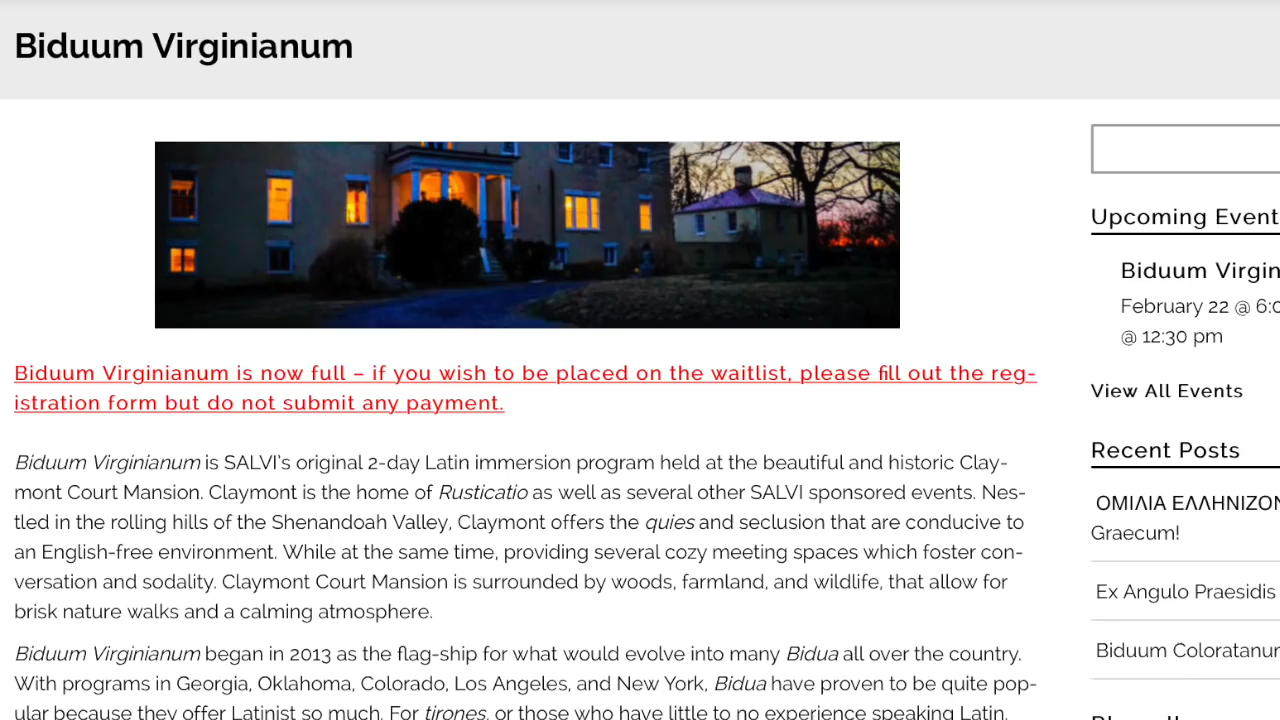 Biduum Virginianum
Biduum Virginianum is now full – if you wish to be placed on the waitlist, please fill out the reg-
istration form but do not submit any payment.
Biduum Virginianum is SALVI's original 2-day Latin immersion program held at the beautiful and historic Clay-
mont Court Mansion. Claymont is the home of Rusticatio as well as several other SALVI sponsored events. Nes-
tled in the rolling hills of the Shenandoah Valley, Claymont offers the quies and seclusion that are conducive to
an English-free environment. While at the same time, providing several cozy meeting spaces which foster con-
versation and sodality. Claymont Court Mansion is surrounded by woods, farmland, and wildlife, that allow for
brisk nature walks and a calming atmosphere.
Biduum Virginianum began in 2013 as the flag-ship for what would evolve into many Bidua all over the country.
With programs in Georgia, Oklahoma, Colorado, Los Angeles, and New York, Bidua have proven to be quite pop-
ular because they offer Latinist so much. For tirones, or those who have little to no experience speaking Latin,
Upcoming Event
Biduum Virgin
February 22 @ 6:0
@ 12:30 pm
View All Events
Recent Posts
ΟΜΙΛΙΑ ΕΛΛΗΝΙΖΟΝ
Graecum!
Ex Angulo Praesidis
Biduum Coloratanu